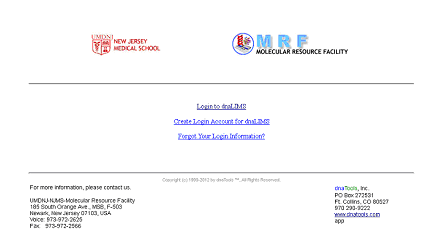 UMDNJ
NEW JERSEY
MEDICAL SCHOOL
MRF
MOLECULAR RESOURCE FACILITY
Login to dnaLIMS
Create Login Account for dnaLIMS
Forgot Your Login Information?
Copyright (c) 1999-2012 by dnaTools ™, All Rights Reserved.
For more information, please contact us.
UMDNJ-NJMS-Molecular Resource Facility
185 South Orange Ave., MSB, F-503
Newark, New Jersey 07103, USA
Voice: 973-972-2625
Fax: 973-972-2566
dnaTools, Inc.
PO Box 272531
Ft. Collins, CO 80527
970 290-9222
www.dnatools.com
app